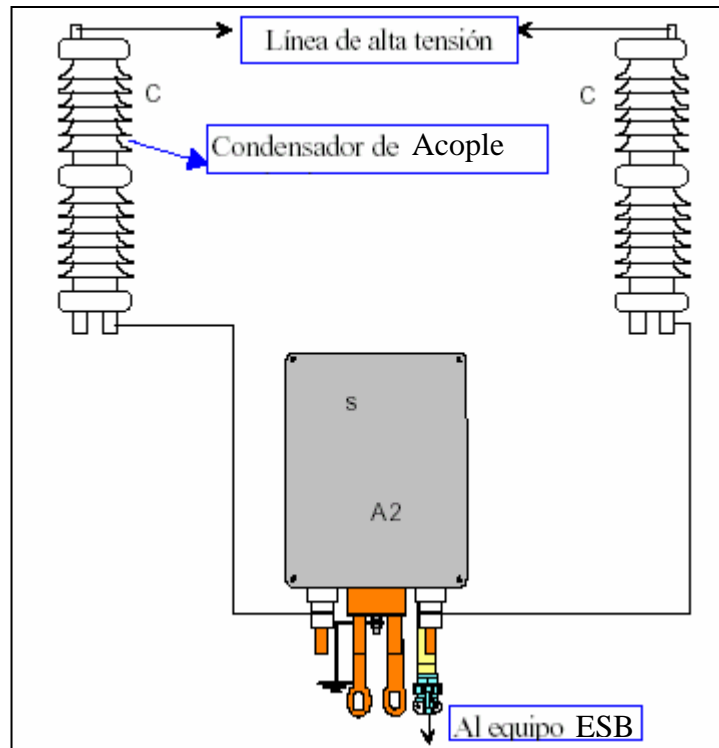 Línea de alta tensión
C
C
Condensador de Acople
s
A2
Al equipo ESB